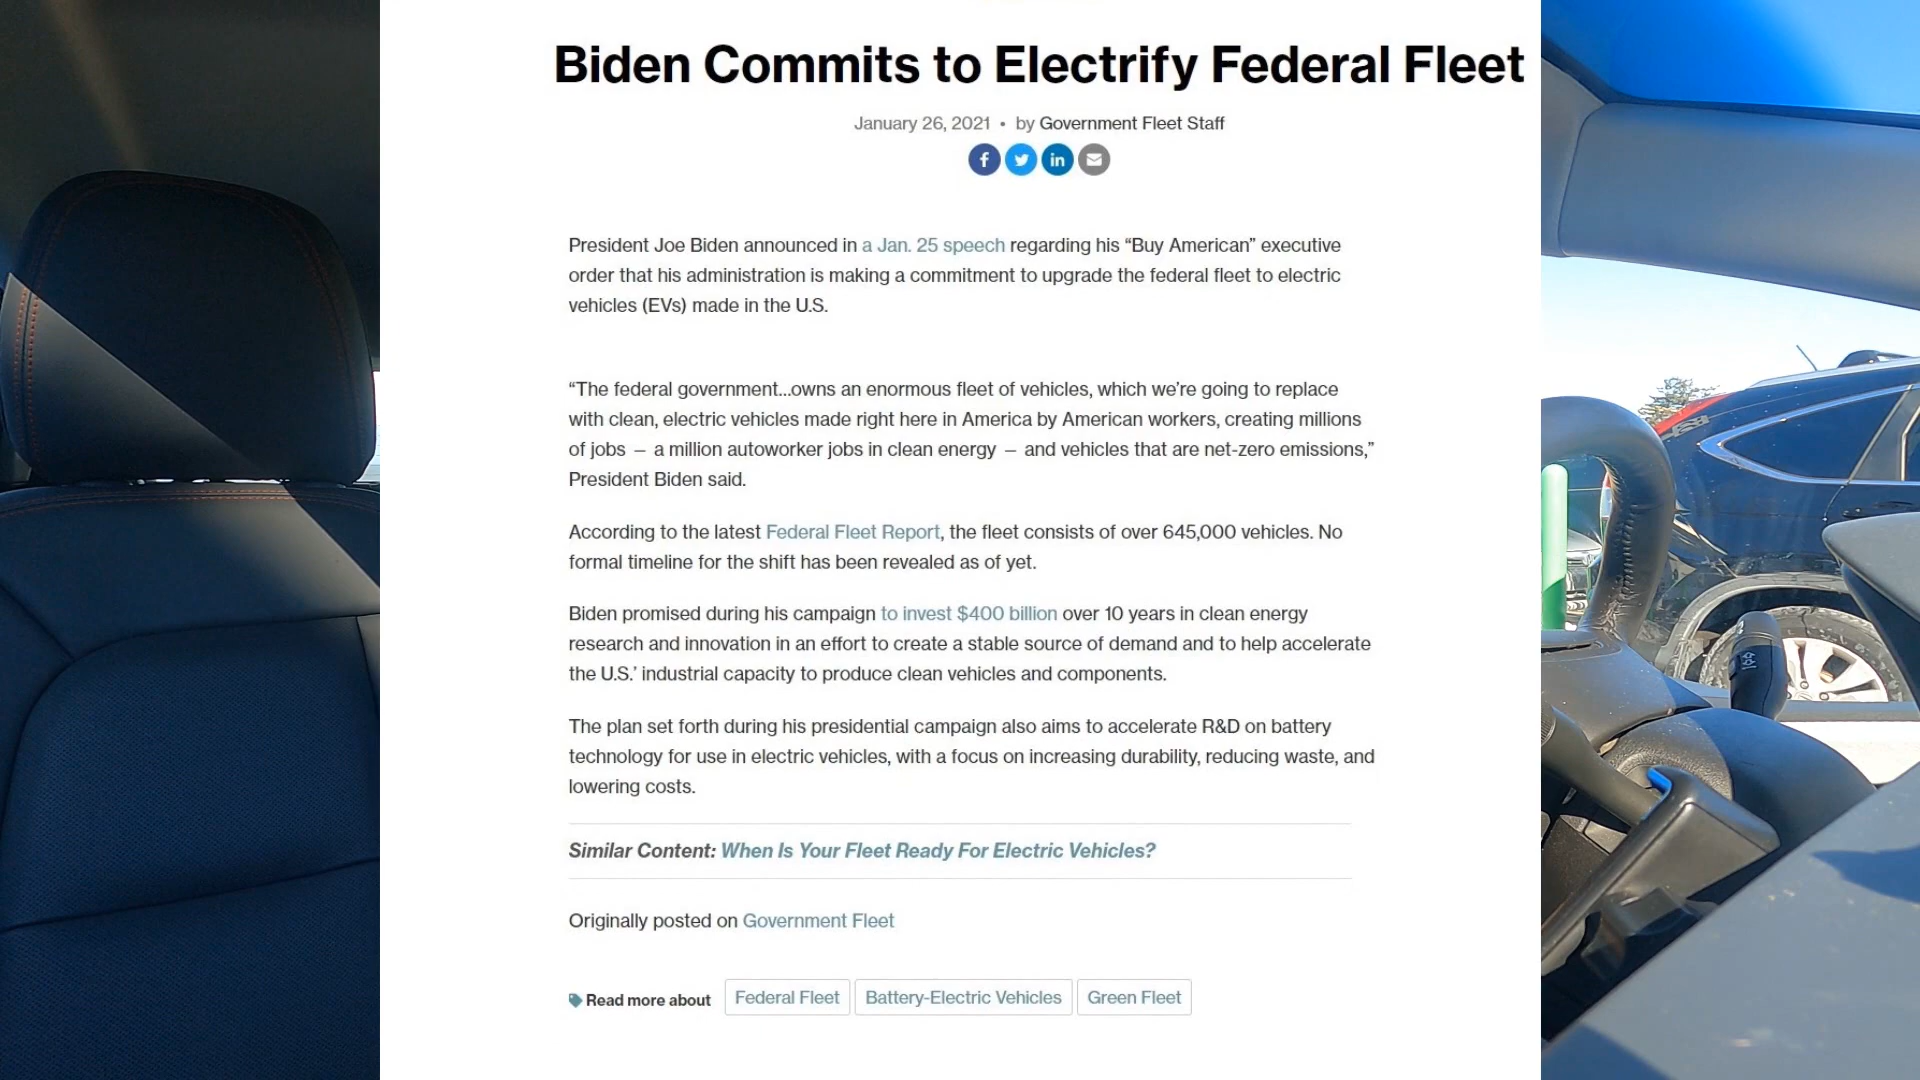 Biden Commits to Electrify Federal Fleet
January 26, 2021 • by Government Fleet Staff
President Joe Biden announced in a Jan. 25 speech regarding his “Buy American” executive
order that his administration is making a commitment to upgrade the federal fleet to electric
vehicles (EVs) made in the U.S.
“The federal government...owns an enormous fleet of vehicles, which we’re going to replace
with clean, electric vehicles made right here in America by American workers, creating millions
of jobs — a million autoworker jobs in clean energy — and vehicles that are net-zero emissions,”
President Biden said.
According to the latest Federal Fleet Report, the fleet consists of over 645,000 vehicles. No
formal timeline for the shift has been revealed as of yet.
Biden promised during his campaign to invest $400 billion over 10 years in clean energy
research and innovation in an effort to create a stable source of demand and to help accelerate
the U.S.’ industrial capacity to produce clean vehicles and components.
The plan set forth during his presidential campaign also aims to accelerate R&D on battery
technology for use in electric vehicles, with a focus on increasing durability, reducing waste, and
lowering costs.
Similar Content: When Is Your Fleet Ready For Electric Vehicles?
Originally posted on Government Fleet
Read more about Federal Fleet Battery-Electric Vehicles Green Fleet